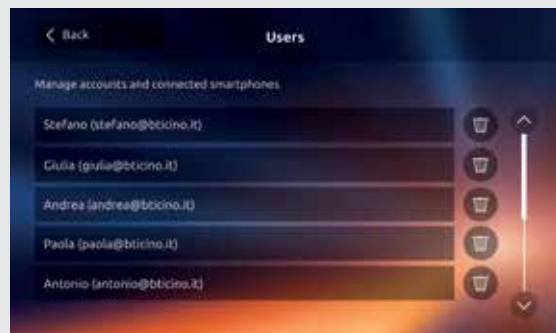 Back
Users
Manage accounts and connected smartphones
Stefano (stefano@bticino.it)
Giulia (giulia@bticino.it)
Andrea (andrea@bticino.it)
Paola (paola@bticino.it)
Antonio (antonio@bticino.it)